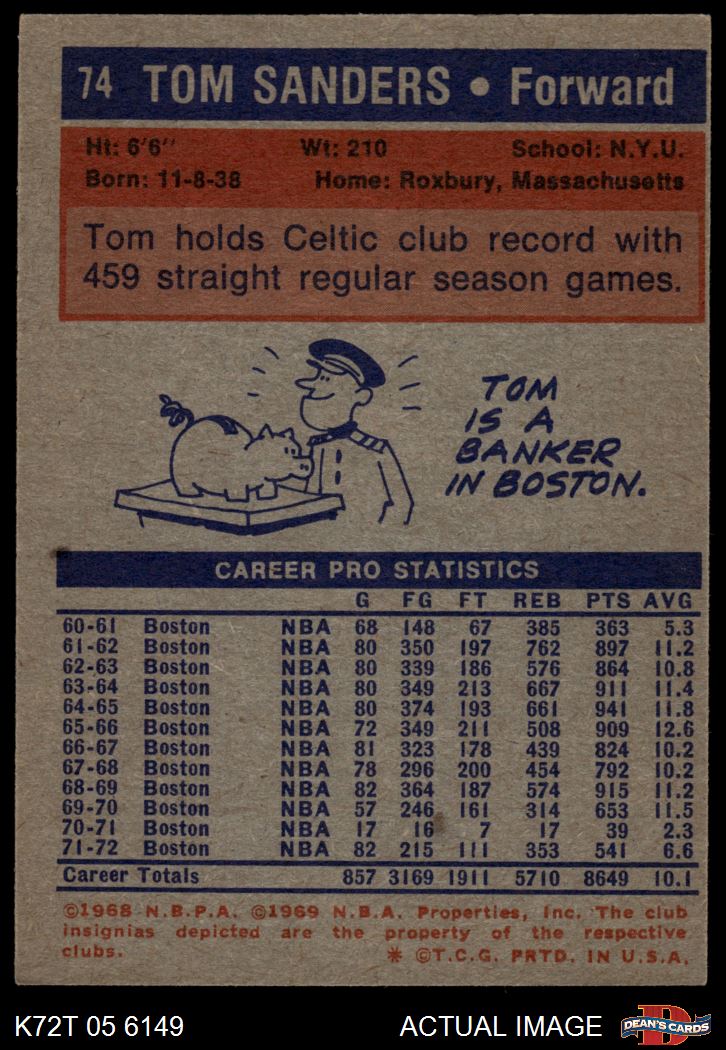 74 TOM SANDERS • Forward
Ht: 6'6" Wt: 210 School: N.Y.U.
Born: 11-8-38 Home: Roxbury, Massachusetts
Tom holds Celtic club record with
459 straight regular season games.
TOM
IS A
BANKER
IN BOSTON.
CAREER PRO STATISTICS
G FG FT REB PTS AVG
60-61 Boston NBA 68 148 67 385 363 5.3
61-62 Boston NBA 80 350 197 762 897 11.2
62-63 Boston NBA 80 339 186 576 864 10.8
63-64 Boston NBA 80 349 213 667 911 11.4
64-65 Boston NBA 80 374 193 661 941 11.8
65-66 Boston NBA 72 349 211 508 909 12.6
66-67 Boston NBA 81 323 178 439 824 10.2
67-68 Boston NBA 78 296 200 454 792 10.2
68-69 Boston NBA 82 364 187 574 915 11.2
69-70 Boston NBA 57 246 161 314 653 11.5
70-71 Boston NBA 17 16 7 17 39 2.3
71-72 Boston NBA 82 215 111 353 541 6.6
Career Totals 857 3169 1911 5710 8649 10.1
©1968 N.B.P.A. ©1969 N.B.A. Properties, Inc. The club
insignias depicted are the property of the respective
clubs. * ©T.C.G. PRTD. IN U.S.A.
K72T 05 6149 ACTUAL IMAGE
D
DEAN'S CARDS